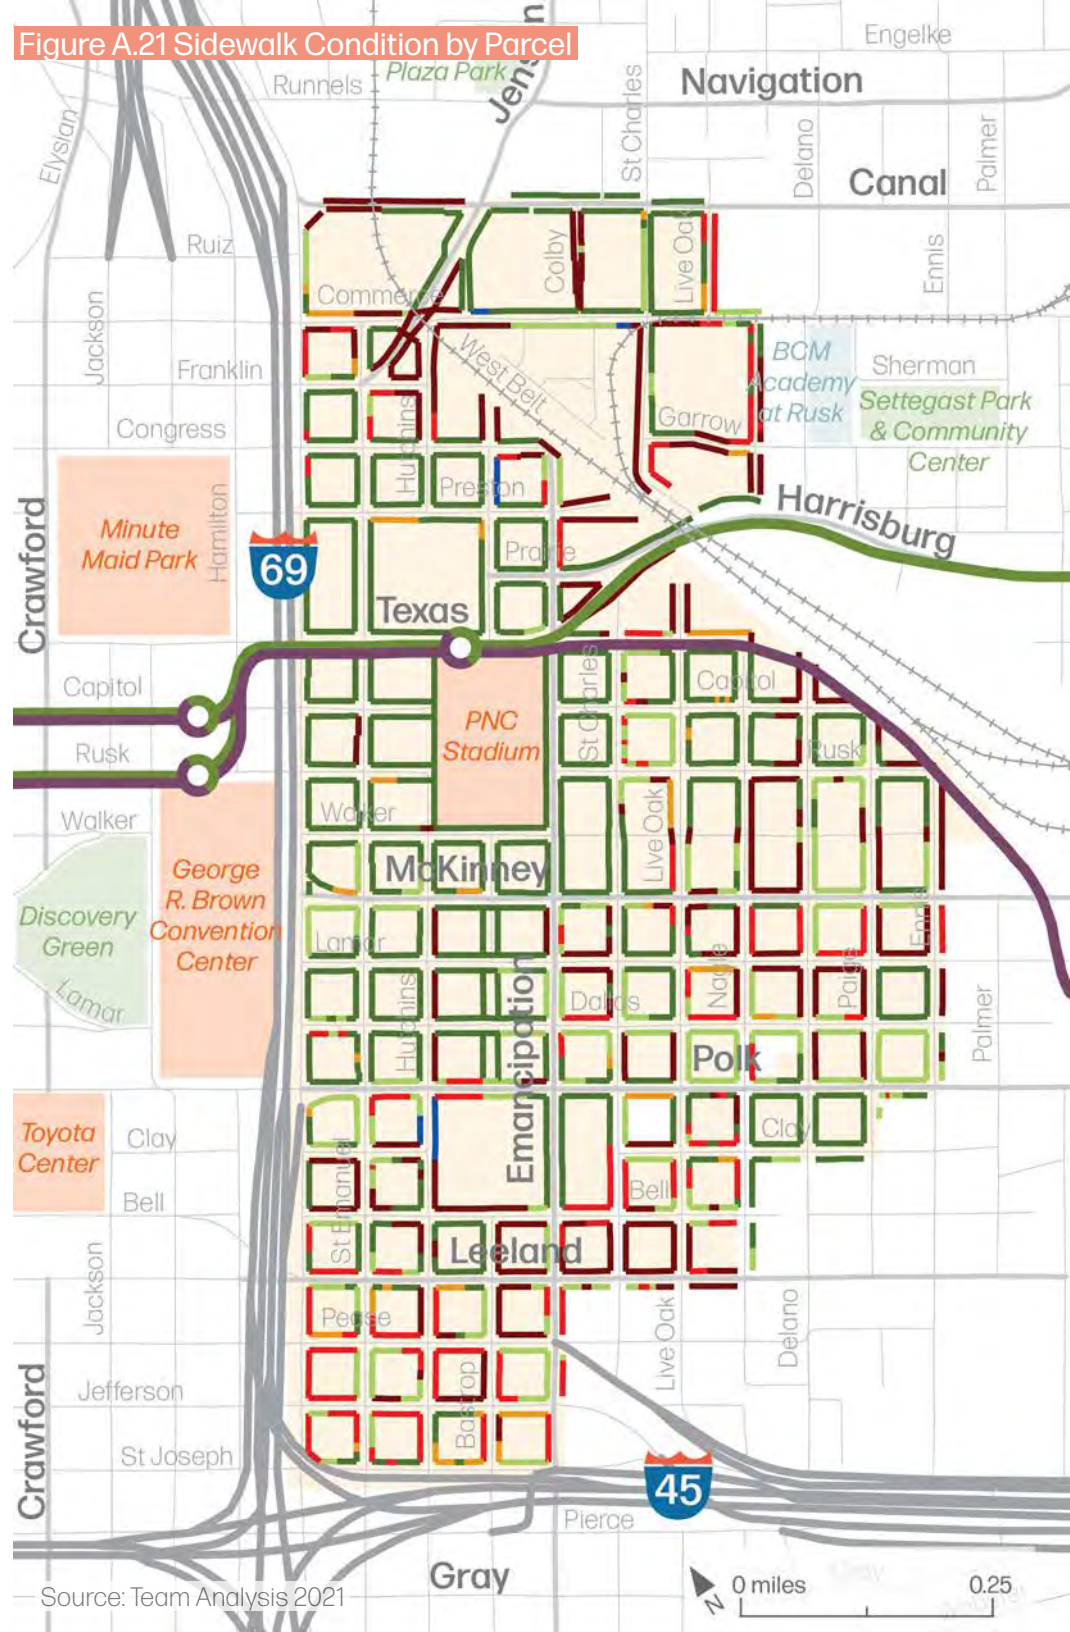 Figure A.21 Sidewalk Condition by Parcel
Engelke
Plaza Park
Runnels
Navigation
St Charles
Elysian
Delano
Palmer
Canal
Ruiz
Colby
Live Oak
Ennis
Commerce
Jackson
Franklin
West Belt
BCM
Academy
at Rusk
Sherman
Settegast Park
& Community
Center
Garrow
Congress
Hutchins
Preston
Harrisburg
Crawford
Minute
Maid Park
Hamilton
69
Prairie
Texas
Capitol
Capitol
St Charles
PNC
Stadium
Rusk
Rusk
Walker
Walker
Live Oak
McKinney
George
R. Brown
Convention
Center
Discovery
Green
Lamar
Lamar
Ennis
Nagle
Paige
Hutchins
Dallas
Emancipation
Palmer
Polk
Toyota
Center
Clay
Clay
Bell
Bell
St Emanuel
Leeland
Jackson
Pease
Live Oak
Delano
Jefferson
Bastrop
Crawford
St Joseph
45
Pierce
Gray
Source: Team Analysis 2021
N
0 miles
0.25